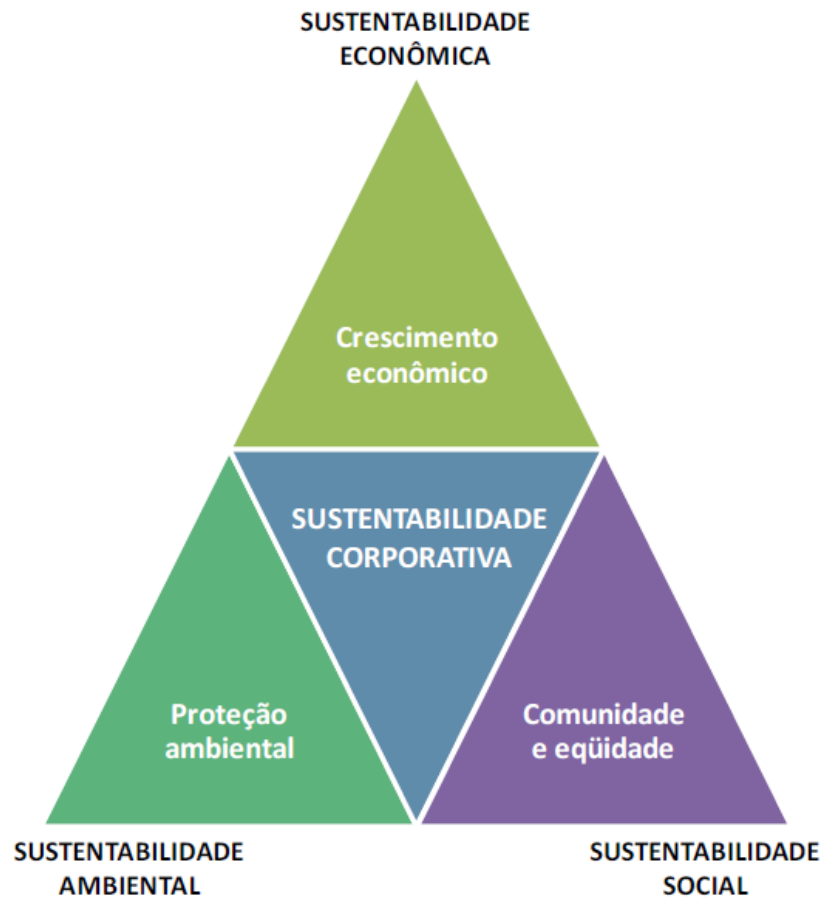 SUSTENTABILIDADE
ECONÔMICA
Crescimento
econômico
SUSTENTABILIDADE
CORPORATIVA
Proteção
ambiental
Comunidade
e eqüidade
SUSTENTABILIDADE
AMBIENTAL
SUSTENTABILIDADE
SOCIAL